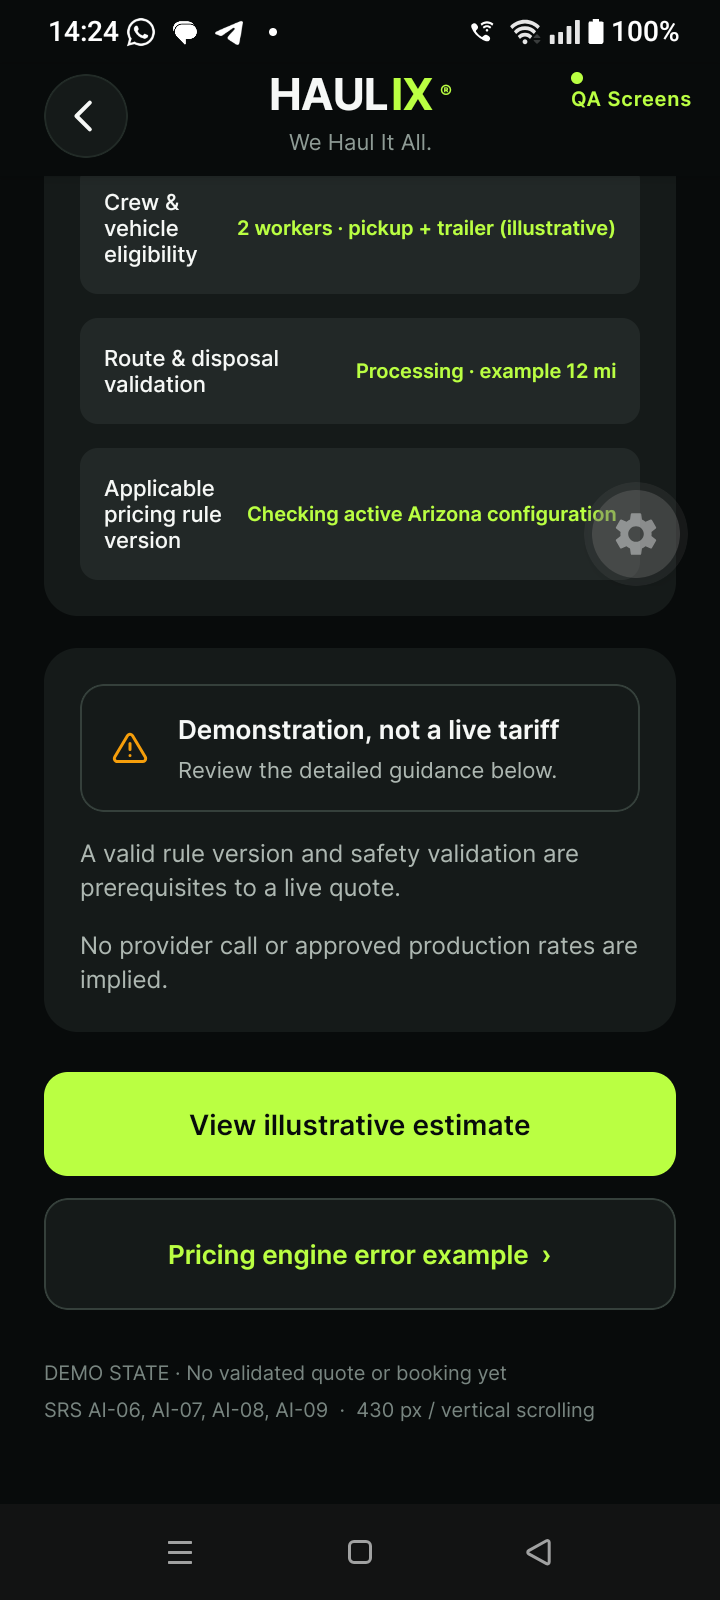 14:24
100%
HAULIX ®
We Haul It All.
QA Screens
Crew &
vehicle
eligibility
2 workers · pickup + trailer (illustrative)
Route & disposal
validation
Processing · example 12 mi
Applicable
pricing rule
version
Checking active Arizona configuration
Demonstration, not a live tariff
Review the detailed guidance below.
A valid rule version and safety validation are
prerequisites to a live quote.
No provider call or approved production rates are
implied.
View illustrative estimate
Pricing engine error example ›
DEMO STATE · No validated quote or booking yet
SRS AI-06, AI-07, AI-08, AI-09 · 430 px / vertical scrolling